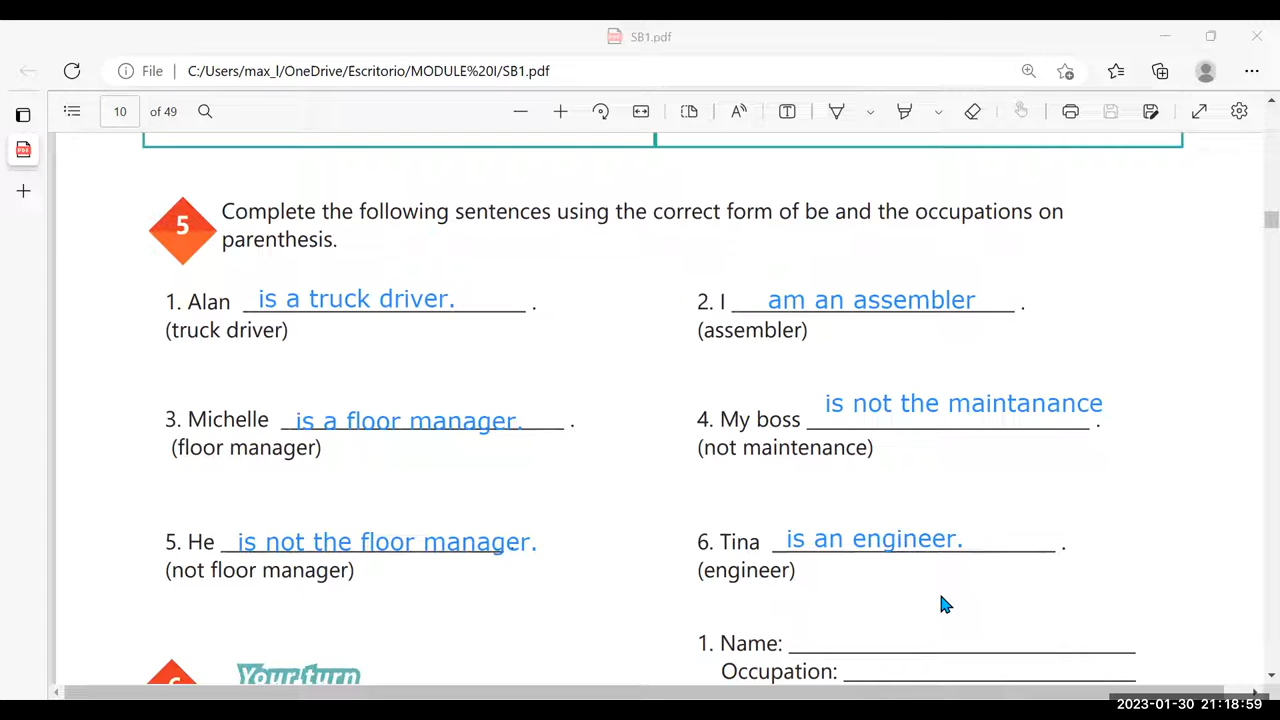 SB1.pdf
File C:/Users/max_l/OneDrive/Escritorio/MODULE%20I/SB1.pdf
10 of 49
5 Complete the following sentences using the correct form of be and the occupations on
parenthesis.
1. Alan is a truck driver. .
(truck driver)
2. I am an assembler .
(assembler)
3. Michelle is a floor manager. .
(floor manager)
4. My boss is not the maintanance .
(not maintenance)
5. He is not the floor manager. .
(not floor manager)
6. Tina is an engineer. .
(engineer)
6 Your turn
1. Name:
Occupation:
2023-01-30 21:18:59